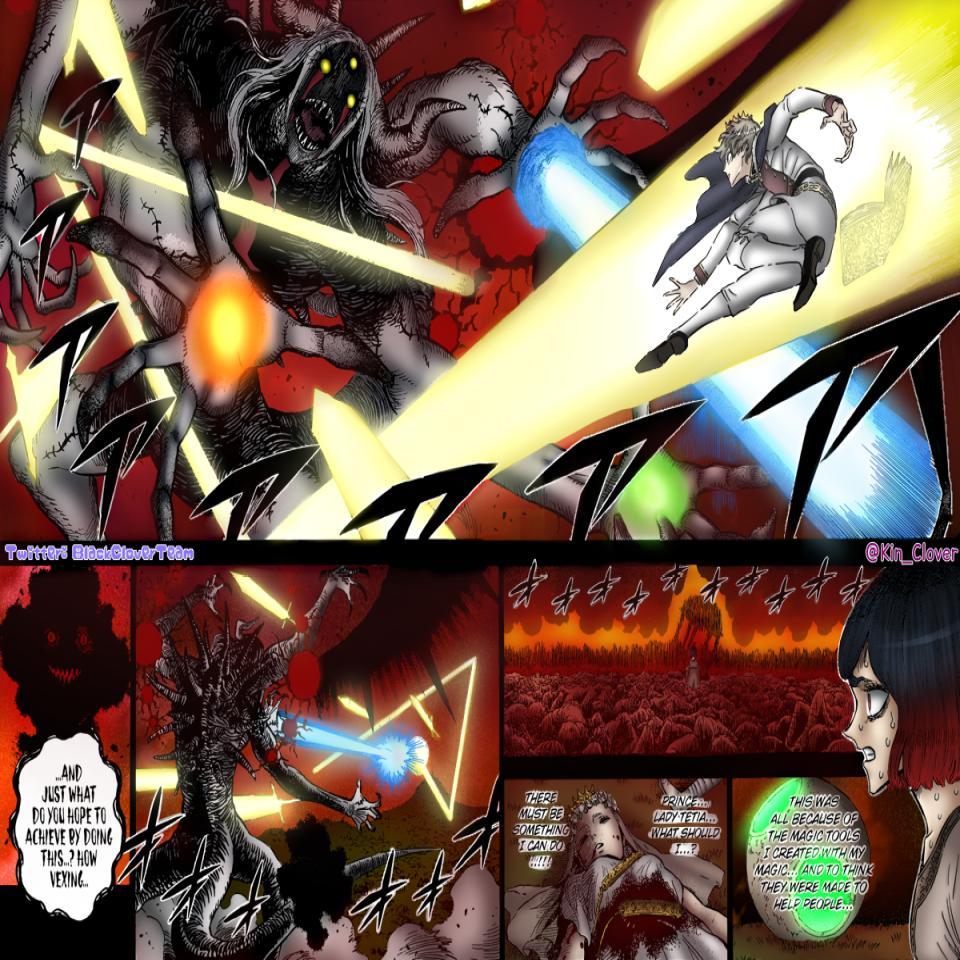 Twitter: BlackCloverTeam
@Kin_Clover
...AND
JUST WHAT
DO YOU HOPE TO
ACHIEVE BY DOING
THIS...? HOW
VEXING...
THERE
MUST BE
SOMETHING
I CAN DO
...!!!!
PRINCE...
LADY TETIA...
WHAT SHOULD
I...?
THIS WAS
ALL BECAUSE OF
THE MAGIC TOOLS
I CREATED WITH MY
MAGIC... AND TO THINK
THEY WERE MADE TO
HELP PEOPLE...